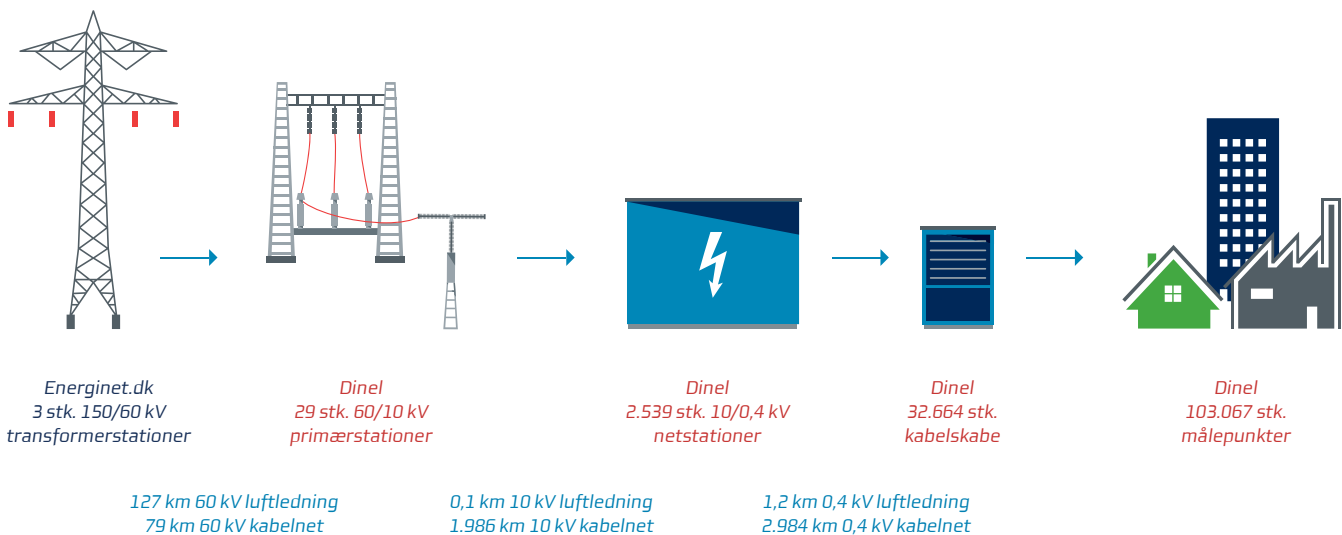 Energinet.dk
3 stk. 150/60 kV
transformerstationer
Dinel
29 stk. 60/10 kV
primærstationer
Dinel
2.539 stk. 10/0,4 kV
netstationer
Dinel
32.664 stk.
kabelskabe
Dinel
103.067 stk.
målepunkter
127 km 60 kV luftledning
79 km 60 kV kabelnet
0,1 km 10 kV luftledning
1.986 km 10 kV kabelnet
1,2 km 0,4 kV luftledning
2.984 km 0,4 kV kabelnet